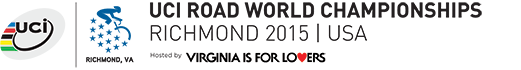 uci
RICHMOND, VA
UCI ROAD WORLD CHAMPIONSHIPS
RICHMOND 2015 | USA
Hosted by VIRGINIA IS FOR LOVERS